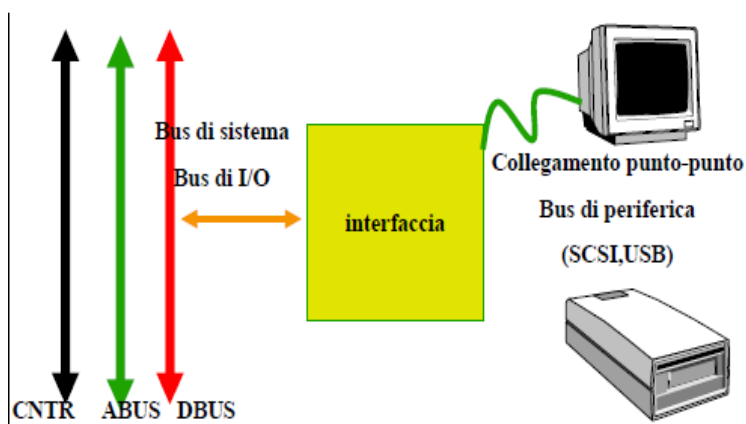 Bus di sistema
Bus di I/O
interfaccia
Collegamento punto-punto
Bus di periferica
(SCSI,USB)
CNTR ABUS DBUS